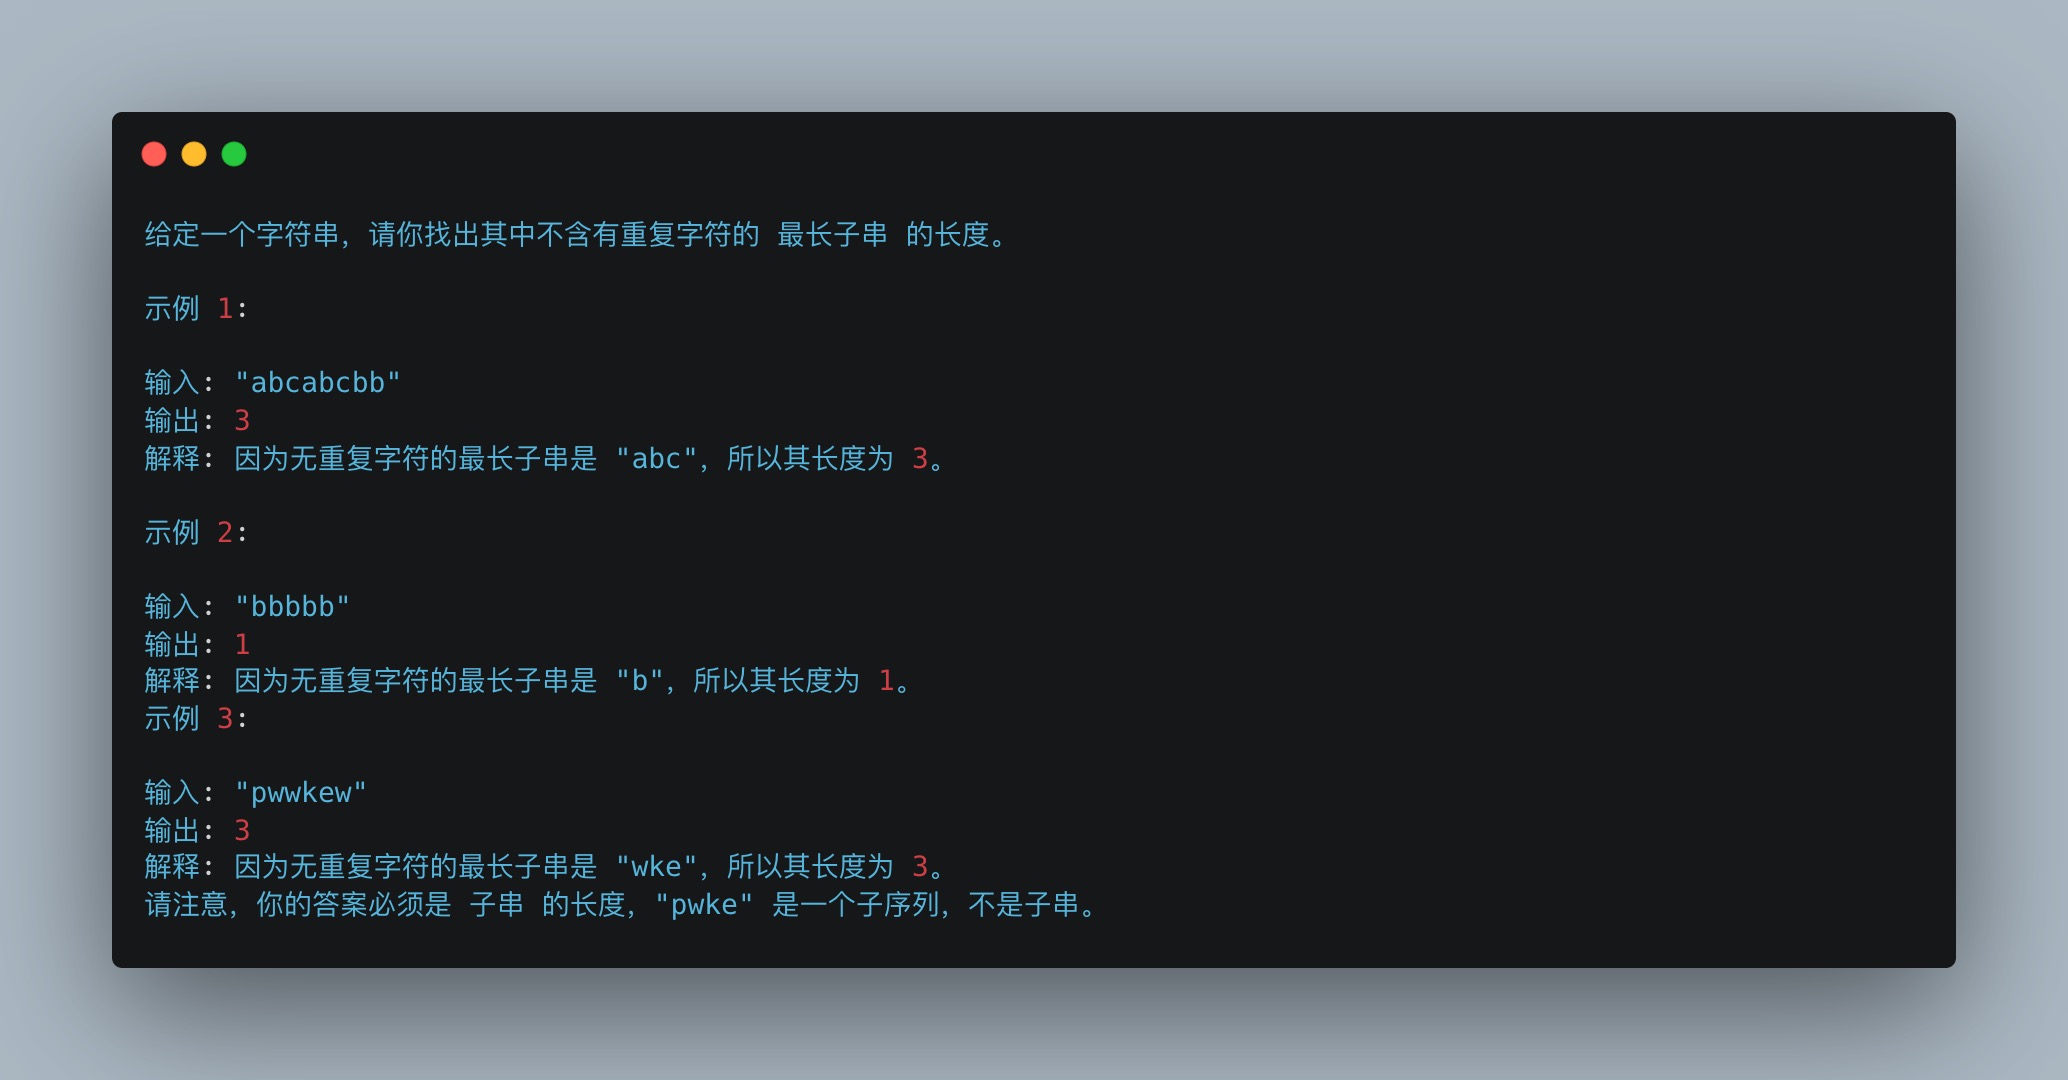 给定一个字符串，请你找出其中不含有重复字符的 最长子串 的长度。
示例 1:
输入: "abcabcbb"
输出: 3
解释: 因为无重复字符的最长子串是 "abc"，所以其长度为 3。
示例 2:
输入: "bbbbb"
输出: 1
解释: 因为无重复字符的最长子串是 "b"，所以其长度为 1。
示例 3:
输入: "pwwkew"
输出: 3
解释: 因为无重复字符的最长子串是 "wke"，所以其长度为 3。
请注意，你的答案必须是 子串 的长度，"pwke" 是一个子序列，不是子串。